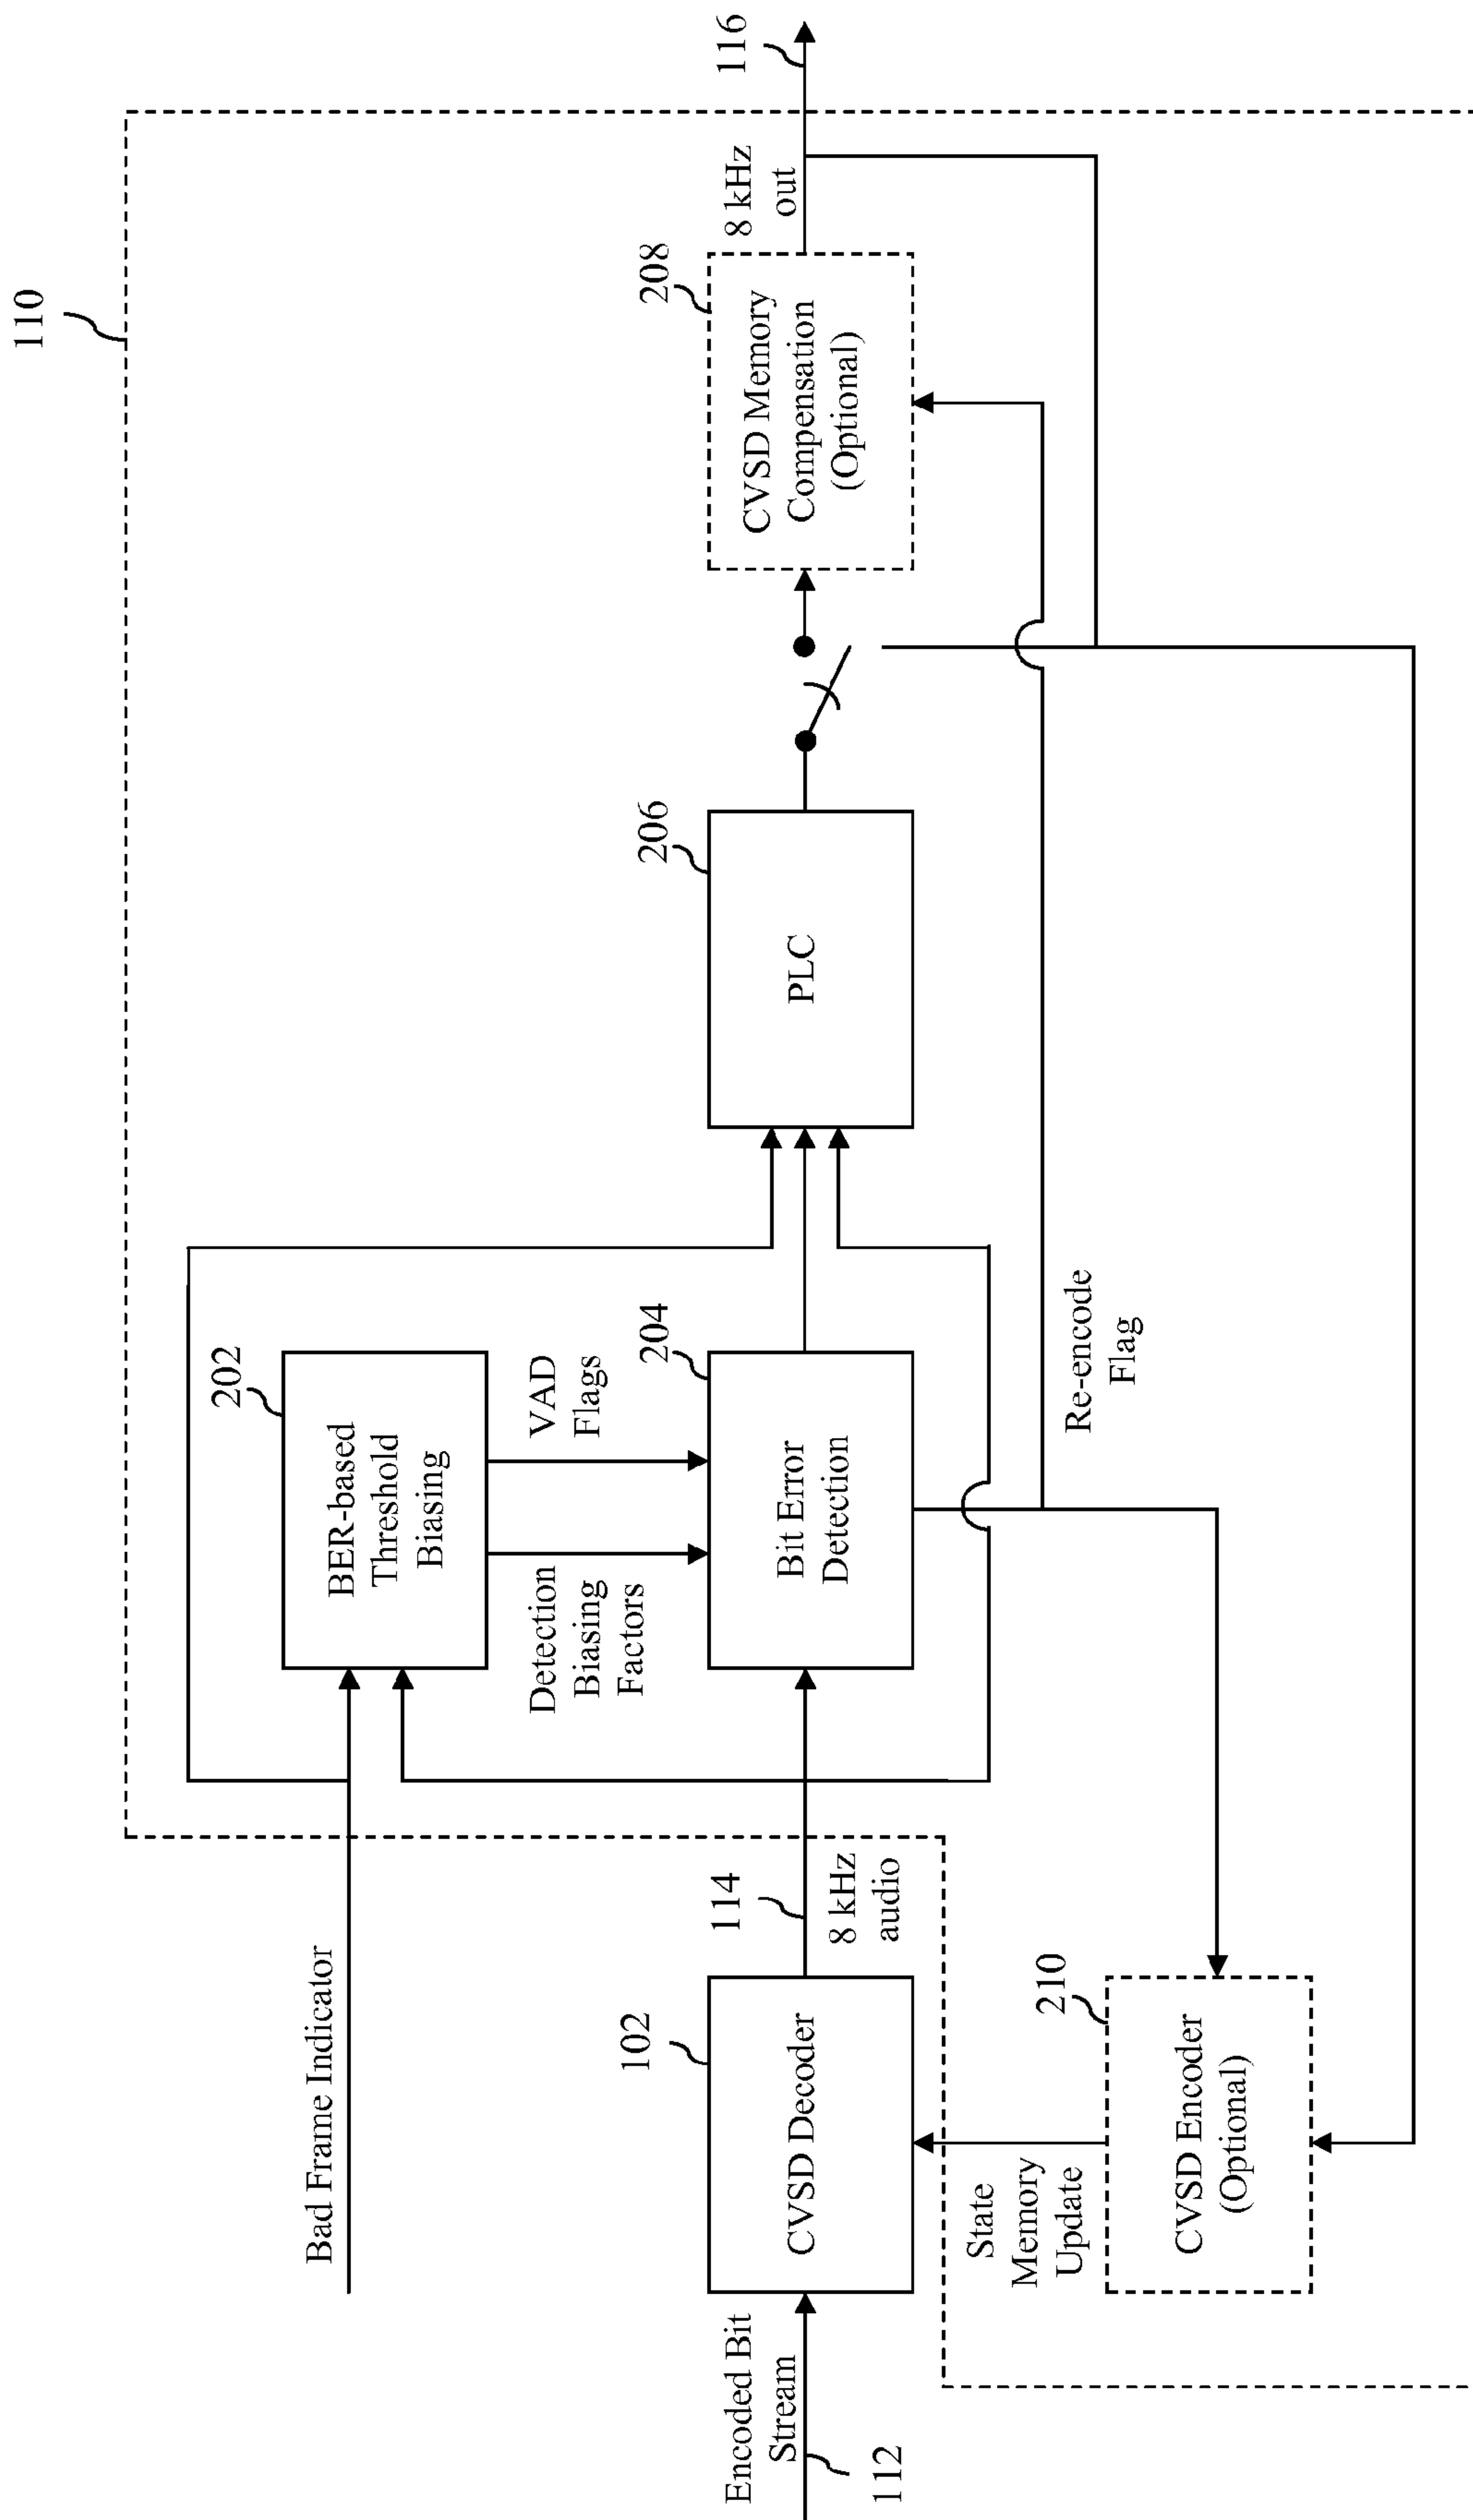 110
Bad Frame Indicator
202
BER-based
Threshold
Biasing
Detection
Biasing
Factors
VAD
Flags
Encoded Bit
Stream
112
102
CVSD Decoder
114
8 kHz
audio
204
Bit Error
Detection
206
PLC
208
CVSD Memory
Compensation
(Optional)
8 kHz
out
116
State
Memory
Update
210
CVSD Encoder
(Optional)
Re-encode
Flag